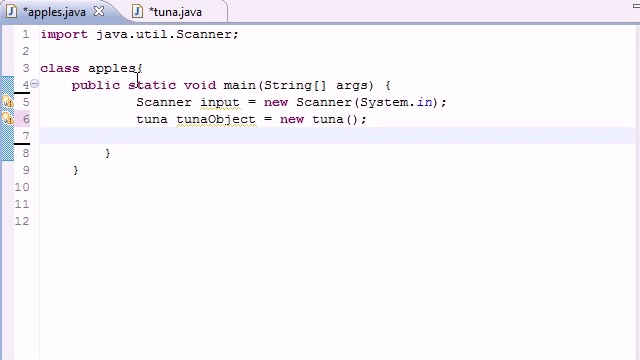 *apples.java *tuna.java
1 import java.util.Scanner;
2
3 class apples{
4 public static void main(String[] args) {
5 Scanner input = new Scanner(System.in);
6 tuna tunaObject = new tuna();
7
8 }
9 }
10
11
12